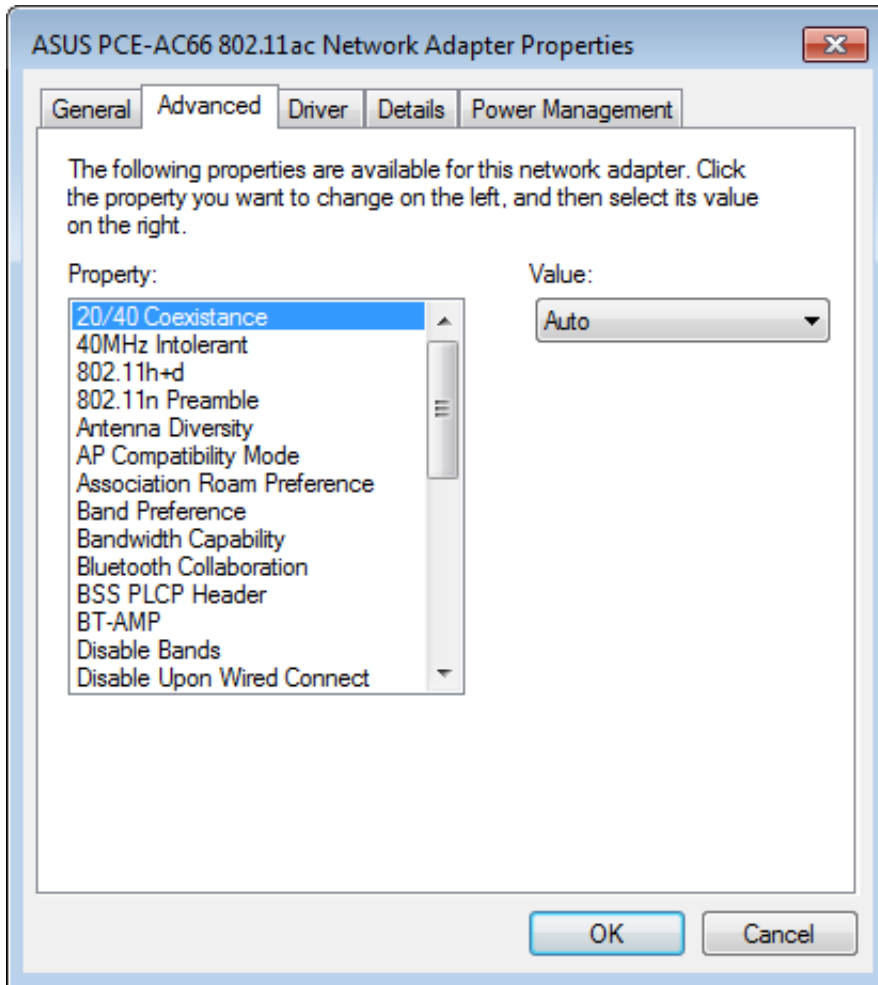 ASUS PCE-AC66 802.11ac Network Adapter Properties
General Advanced Driver Details Power Management
The following properties are available for this network adapter. Click
the property you want to change on the left, and then select its value
on the right.
Property:
Value:
20/40 Coexistance
Auto
40MHz Intolerant
802.11h+d
802.11n Preamble
Antenna Diversity
AP Compatibility Mode
Association Roam Preference
Band Preference
Bandwidth Capability
Bluetooth Collaboration
BSS PLCP Header
BT-AMP
Disable Bands
Disable Upon Wired Connect
OK
Cancel